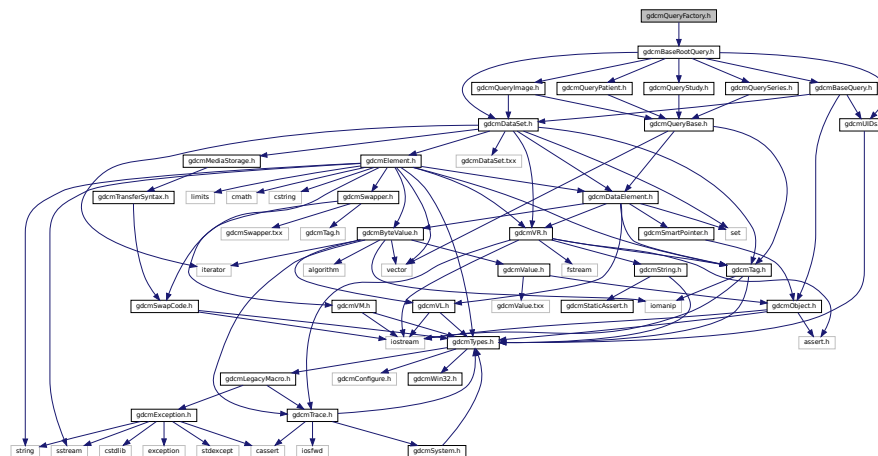 gdcmQueryFactory.h
gdcmBaseRootQuery.h
gdcmQueryImage.h gdcmQueryPatient.h gdcmQueryStudy.h gdcmQuerySeries.h gdcmBaseQuery.h
gdcmDataSet.h gdcmQueryBase.h gdcmUIDs
gdcmMediaStorage.h gdcmElement.h gdcmDataSet.txx
gdcmTransferSyntax.h limits cmath cstring gdcmSwapper.h gdcmDataElement.h
gdcmSwapper.txx gdcmTag.h gdcmByteValue.h gdcmVR.h gdcmSmartPointer.h set
iterator algorithm vector gdcmValue.h fstream gdcmString.h gdcmTag.h
gdcmSwapCode.h gdcmVM.h gdcmVL.h gdcmValue.txx gdcmStaticAssert.h iomanip gdcmObject.h
iostream gdcmTypes.h assert.h
gdcmLegacyMacro.h gdcmConfigure.h gdcmWin32.h
gdcmException.h gdcmTrace.h
string sstream cstdlib exception stdexcept cassert iosfwd gdcmSystem.h